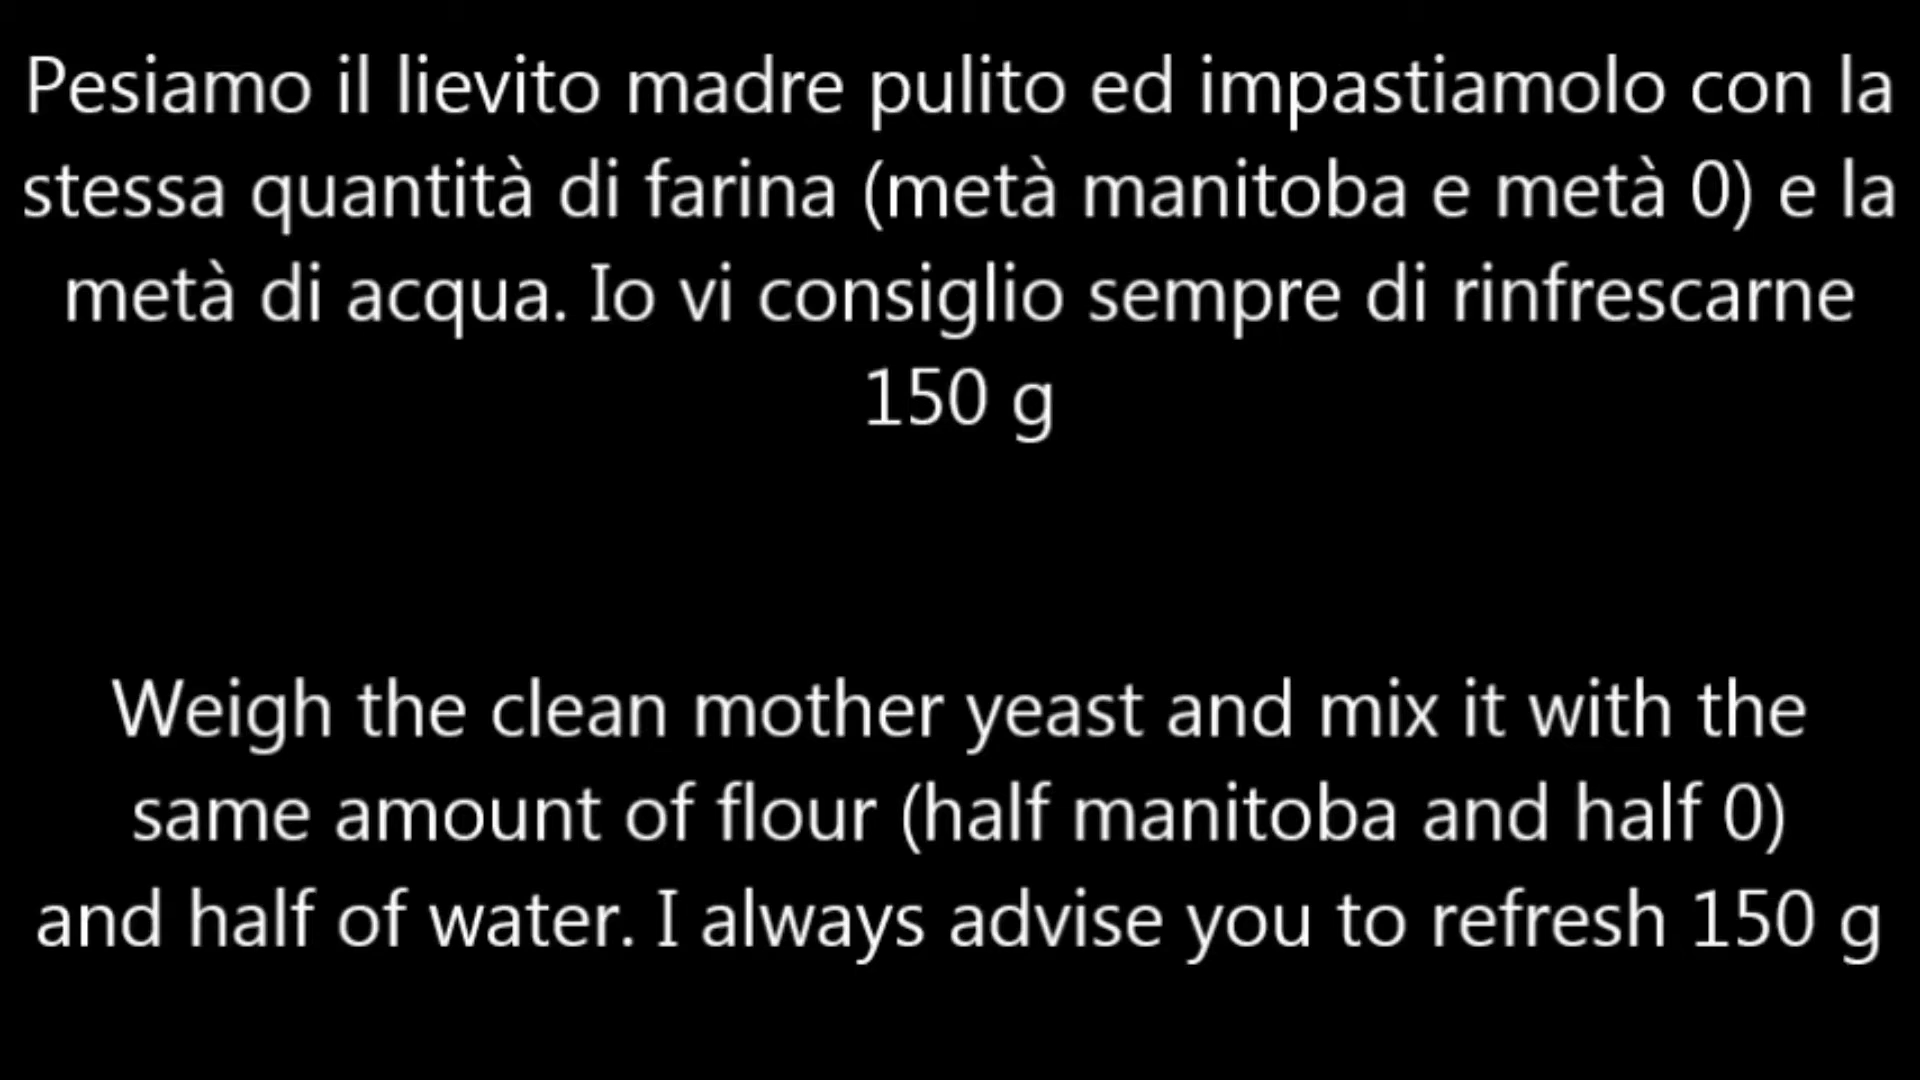 Pesiamo il lievito madre pulito ed impastiamolo con la
stessa quantità di farina (metà manitoba e metà 0) e la
metà di acqua. Io vi consiglio sempre di rinfrescarne
150 g
Weigh the clean mother yeast and mix it with the
same amount of flour (half manitoba and half 0)
and half of water. I always advise you to refresh 150 g